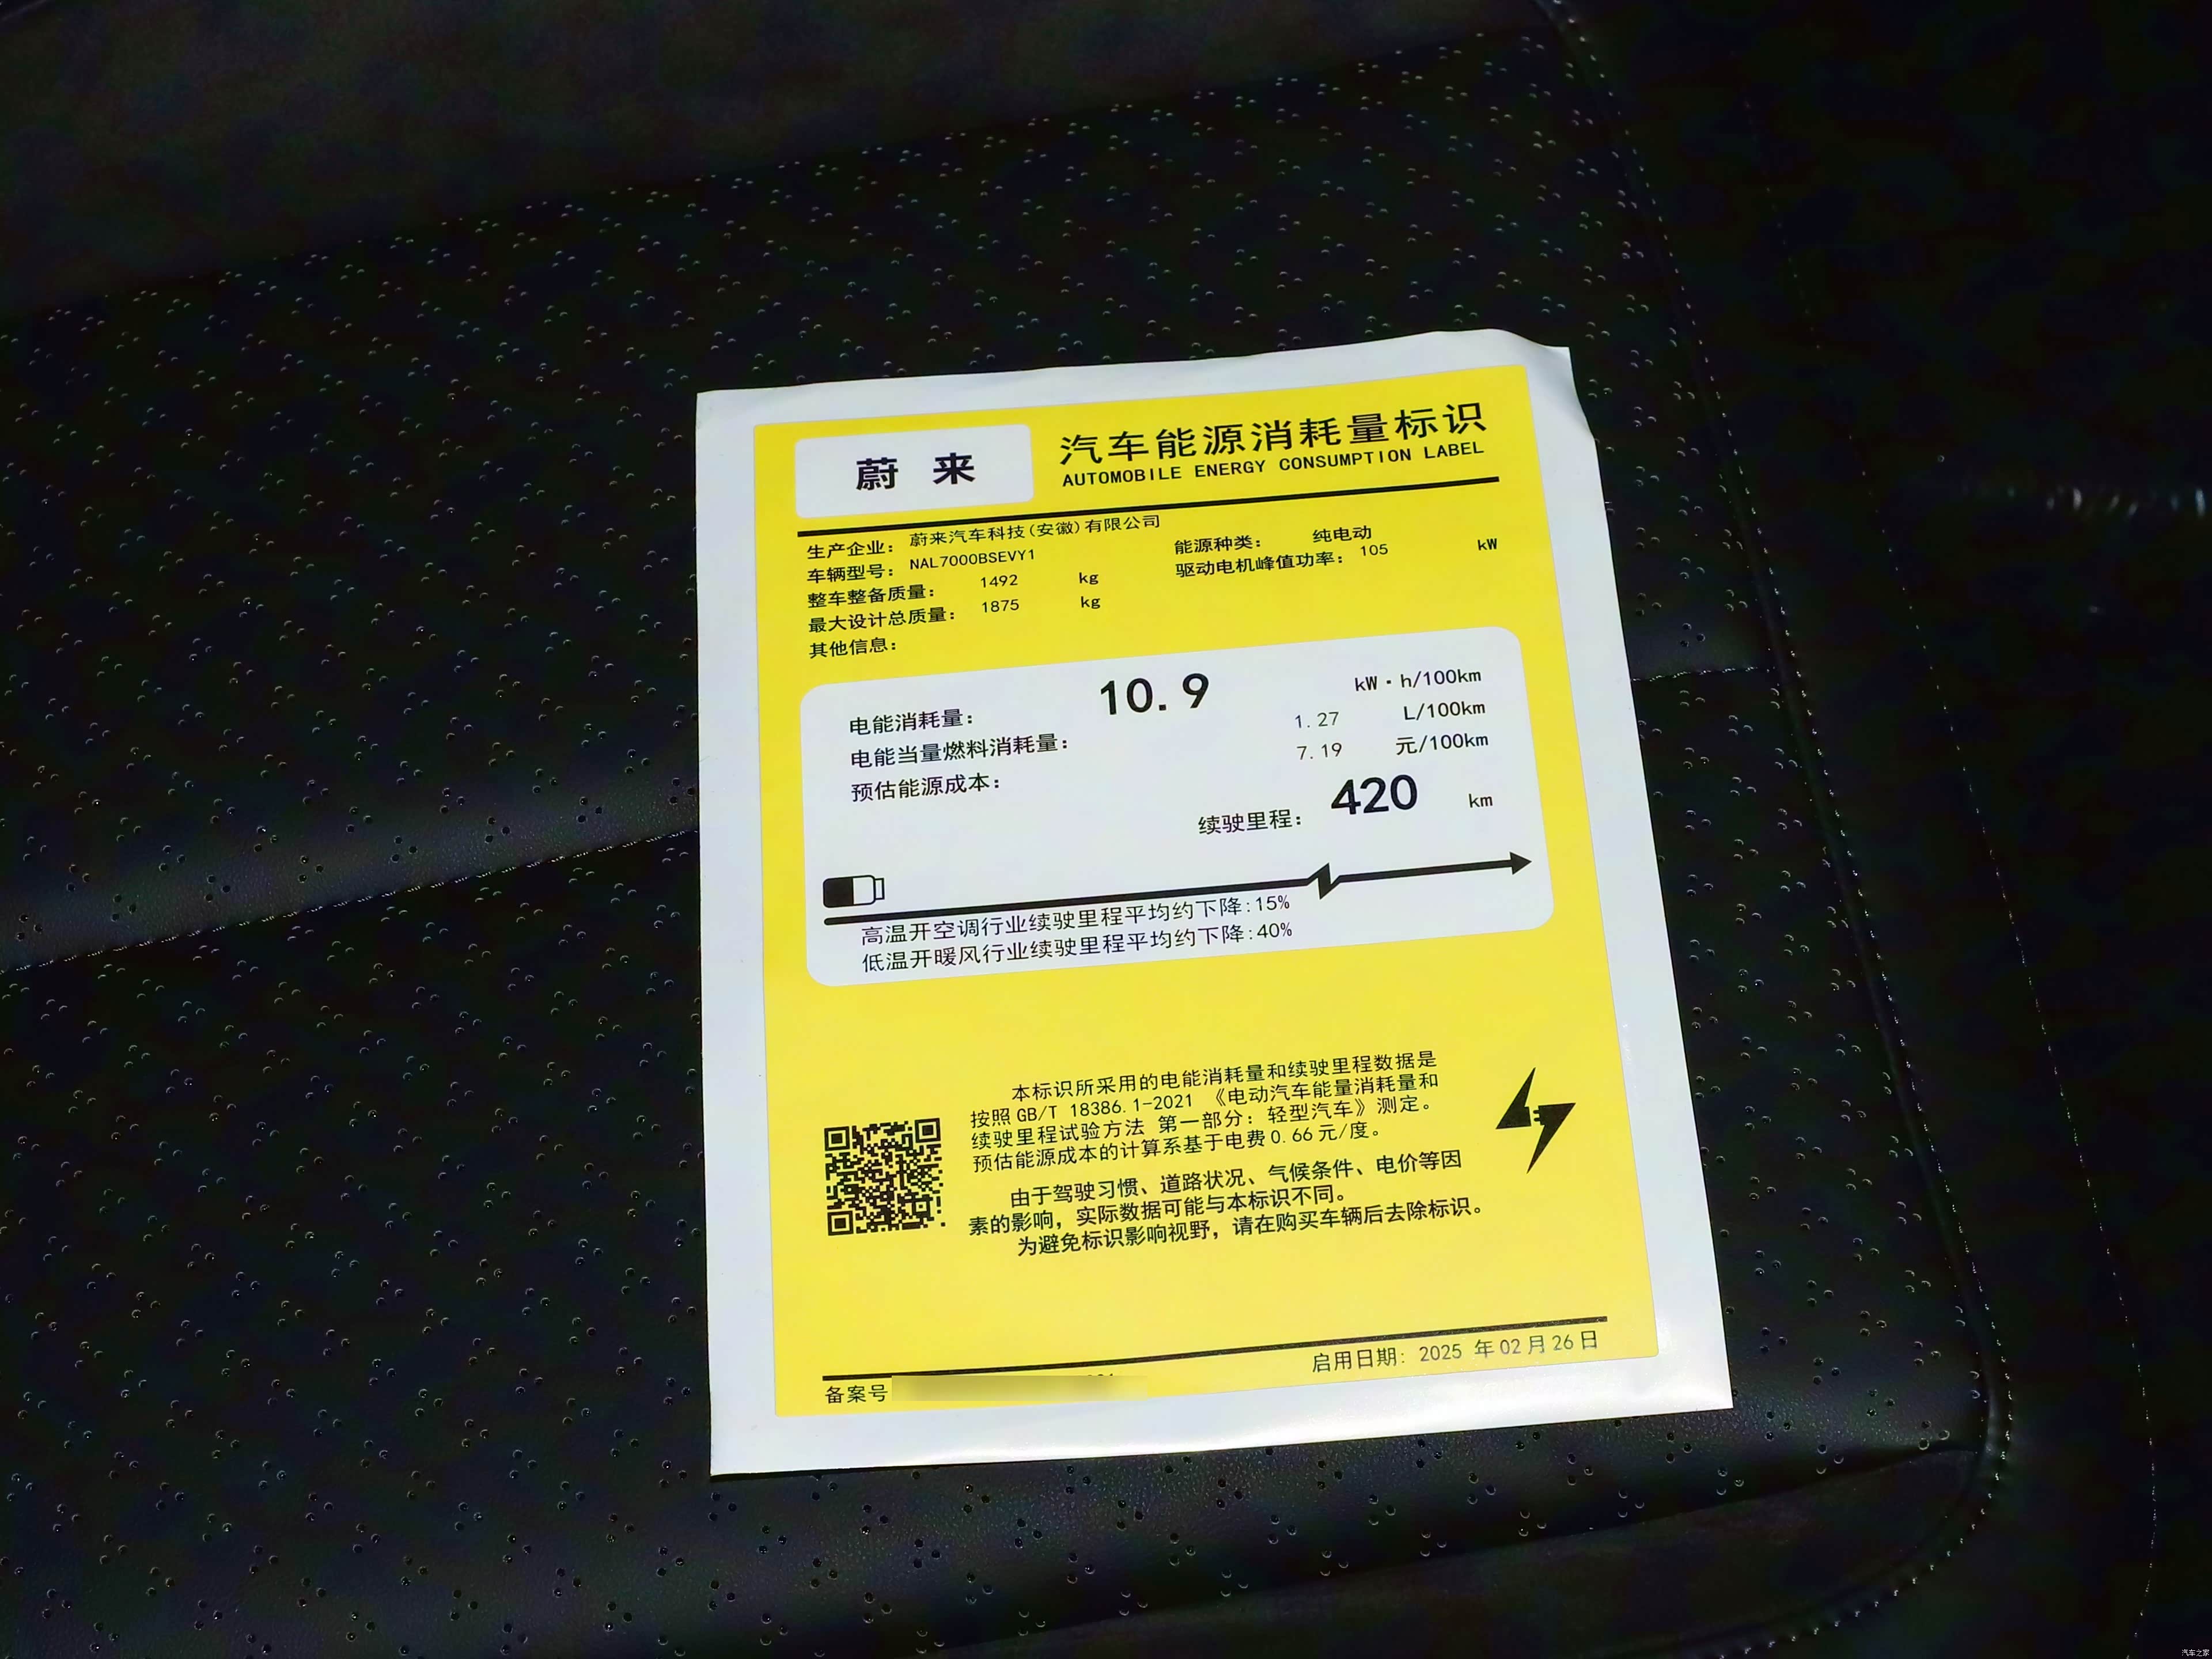 蔚 来
汽车能源消耗量标识
AUTOMOBILE ENERGY CONSUMPTION LABEL
生产企业: 蔚来汽车科技(安徽)有限公司
车辆型号: NAL7000BSEVY1
能源种类: 纯电动
整车整备质量: 1492 kg
驱动电机峰值功率: 105 kW
最大设计总质量: 1875 kg
其他信息:
电能消耗量: 10.9 kW·h/100km
电能当量燃料消耗量: 1.27 L/100km
预估能源成本: 7.19 元/100km
续驶里程: 420 km
高温开空调行业续驶里程平均约下降:15%
低温开暖风行业续驶里程平均约下降:40%
本标识所采用的电能消耗量和续驶里程数据是
按照GB/T 18386.1-2021 《电动汽车能量消耗量和
续驶里程试验方法 第一部分: 轻型汽车》测定。
预估能源成本的计算系基于电费0.66元/度。
由于驾驶习惯、道路状况、气候条件、电价等因
素的影响，实际数据可能与本标识不同。
为避免标识影响视野，请在购买车辆后去除标识。
备案号
启用日期: 2025 年02月26日
汽车之家